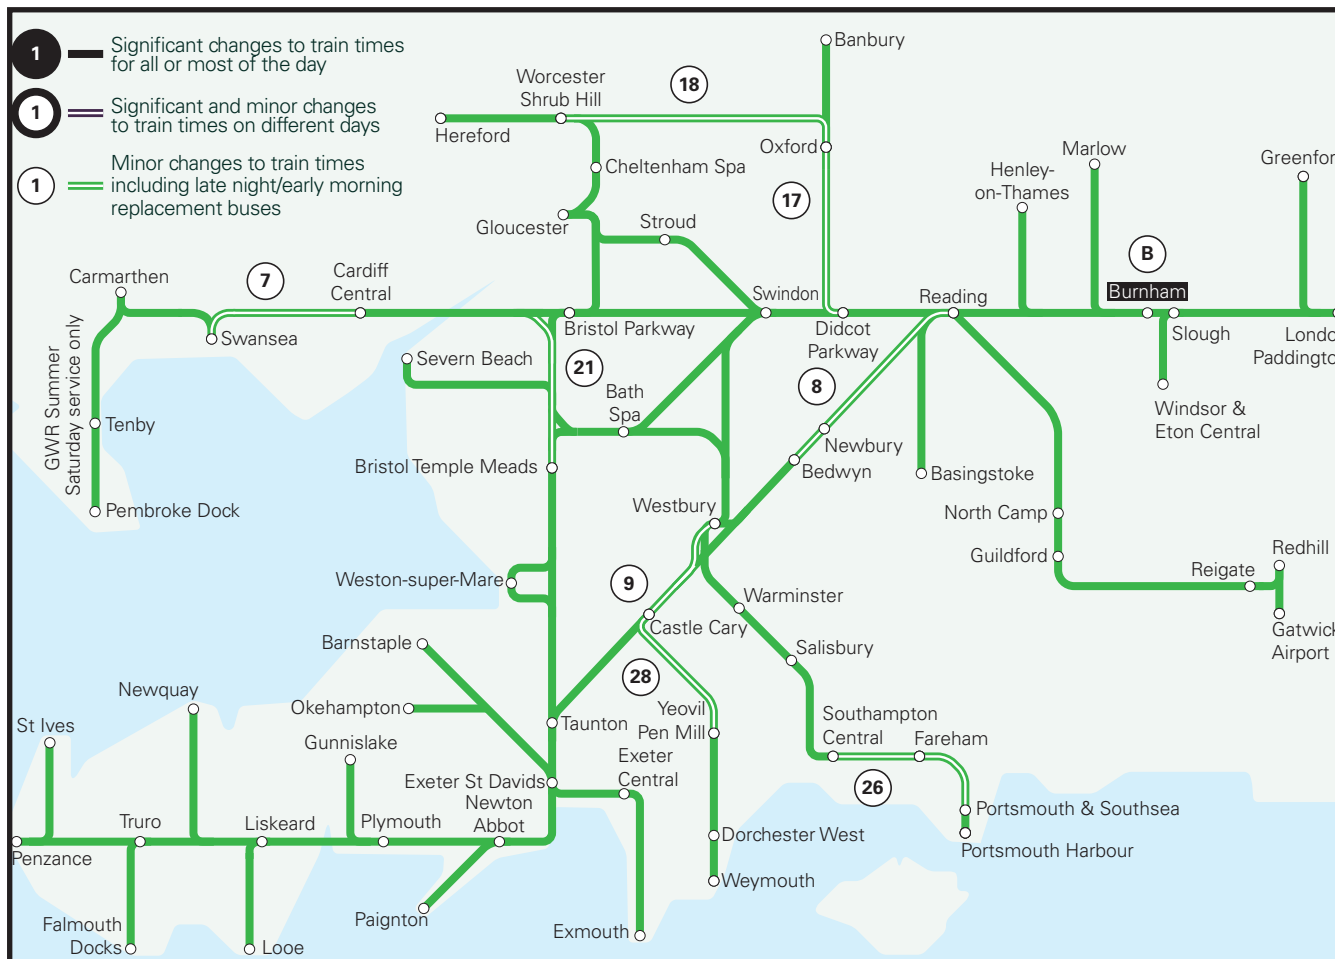 1
Significant changes to train times
for all or most of the day
1
Significant and minor changes
to train times on different days
1
Minor changes to train times
including late night/early morning
replacement buses
Banbury
Worcester
Shrub Hill
18
Hereford
Oxford
Cheltenham Spa
17
Gloucester
Stroud
Marlow
Henley-
on-Thames
Greenfor
Carmarthen
7
Cardiff
Central
Swansea
Bristol Parkway
Swindon
Didcot
Parkway
Reading
B
Burnham
Slough
Londo
Paddingto
Windsor &
Eton Central
GWR Summer
Saturday service only
Tenby
Pembroke Dock
Severn Beach
21
Bath
Spa
8
Newbury
Bedwyn
Basingstoke
Bristol Temple Meads
Westbury
North Camp
Guildford
Reigate
Redhill
Gatwick
Airport
Weston-super-Mare
9
Castle Cary
Warminster
Salisbury
Barnstaple
28
Okehampton
Newquay
St Ives
Gunnislake
Taunton
Yeovil
Pen Mill
Southampton
Central
Fareham
26
Exeter St Davids
Exeter
Central
Newton
Abbot
Portsmouth & Southsea
Portsmouth Harbour
Penzance
Truro
Liskeard
Plymouth
Dorchester West
Weymouth
Paignton
Exmouth
Falmouth
Docks
Looe